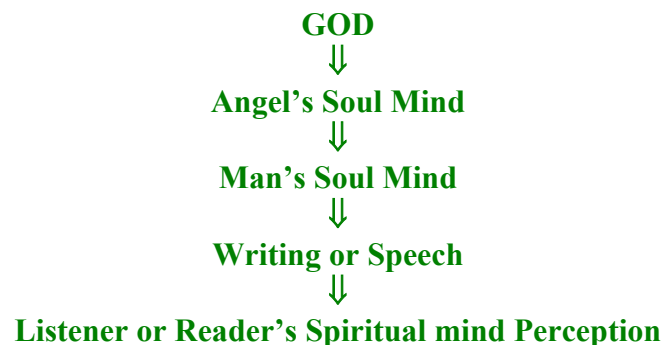 GOD
⇓
Angel’s Soul Mind
⇓
Man’s Soul Mind
⇓
Writing or Speech
⇓
Listener or Reader’s Spiritual mind Perception